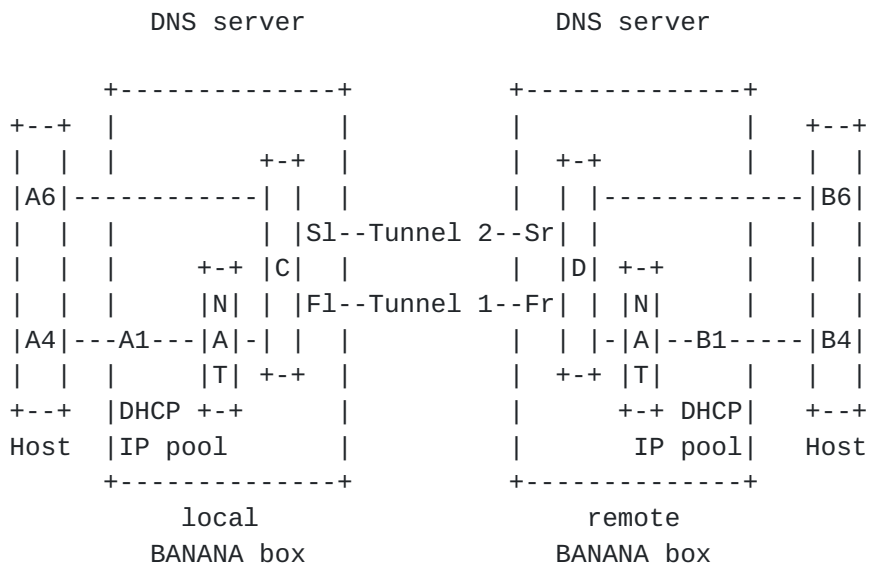 DNS server                 DNS server

        +--------------+          +--------------+
 +--+   |              |          |              |   +--+
 |  |   |         +-+  |          |  +-+         |   |  |
 |A6|------------| |   |          |  | |-------------|B6|
 |  |   |         | |Sl--Tunnel 2--Sr| |         |   |  |
 |  |   |     +-+ |C|  |          |  |D| +-+     |   |  |
 |  |   |     |N| | |Fl--Tunnel 1--Fr| | |N|     |   |  |
 |A4|---A1---|A|-| |   |          |  | |-|A|--B1-----|B4|
 |  |   |     |T| +-+  |          |  +-+ |T|     |   |  |
 +--+   |DHCP +-+      |          |      +-+ DHCP|   +--+
 Host   |IP pool       |          |       IP pool|   Host
        +--------------+          +--------------+
             local                     remote
           BANANA box                BANANA box